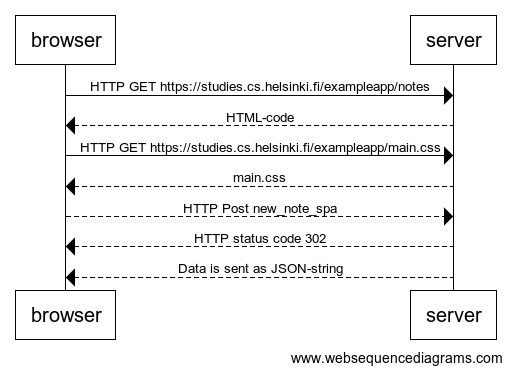 browser server
HTTP GET https://studies.cs.helsinki.fi/exampleapp/notes
HTML-code
HTTP GET https://studies.cs.helsinki.fi/exampleapp/main.css
main.css
HTTP Post new_note_spa
HTTP status code 302
Data is sent as JSON-string
browser server
www.websequencediagrams.com